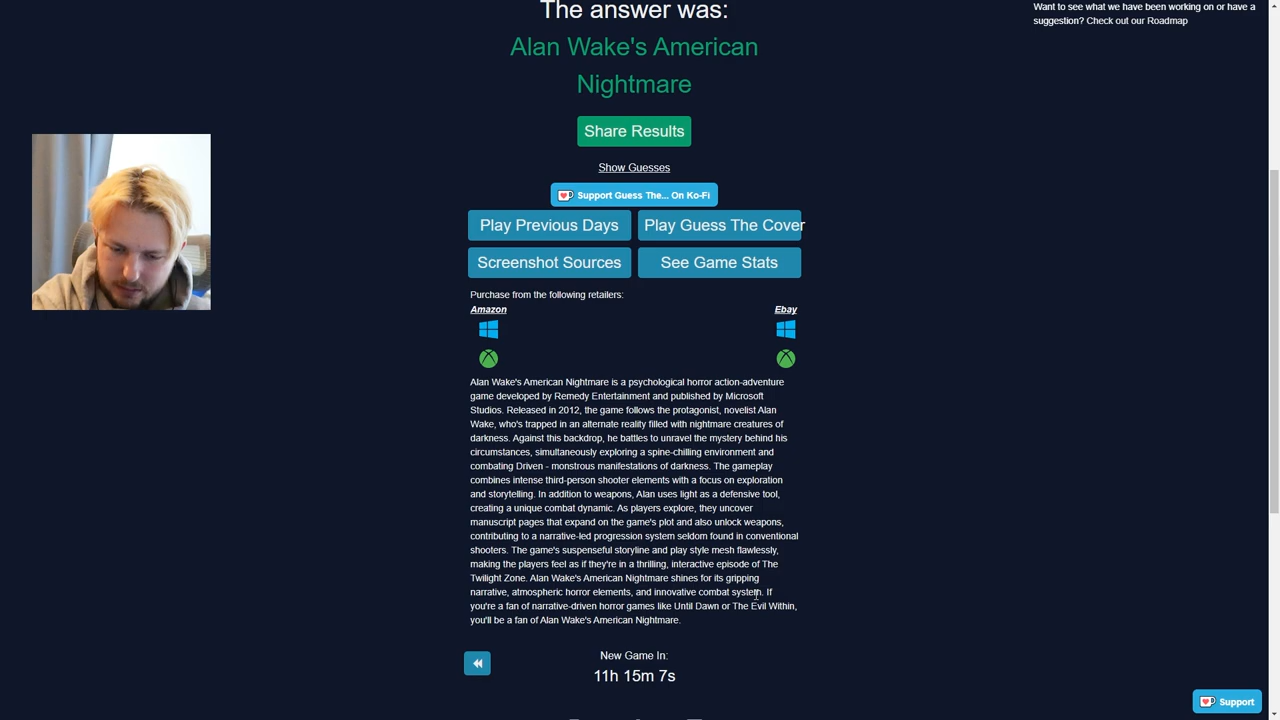 The answer was:
Want to see what we have been working on or have a
suggestion? Check out our Roadmap
Alan Wake's American
Nightmare
Share Results
Show Guesses
Support Guess The... On Ko-Fi
Play Previous Days
Play Guess The Cover
Screenshot Sources
See Game Stats
Purchase from the following retailers:
Amazon
Ebay
Alan Wake's American Nightmare is a psychological horror action-adventure
game developed by Remedy Entertainment and published by Microsoft
Studios. Released in 2012, the game follows the protagonist, novelist Alan
Wake, who's trapped in an alternate reality filled with nightmare creatures of
darkness. Against this backdrop, he battles to unravel the mystery behind his
circumstances, simultaneously exploring a spine-chilling environment and
combating Driven - monstrous manifestations of darkness. The gameplay
combines intense third-person shooter elements with a focus on exploration
and storytelling. In addition to weapons, Alan uses light as a defensive tool,
creating a unique combat dynamic. As players explore, they uncover
manuscript pages that expand on the game's plot and also unlock weapons,
contributing to a narrative-led progression system seldom found in conventional
shooters. The game's suspenseful storyline and play style mesh flawlessly,
making the players feel as if they're in a thrilling, interactive episode of The
Twilight Zone. Alan Wake's American Nightmare shines for its gripping
narrative, atmospheric horror elements, and innovative combat system. If
you're a fan of narrative-driven horror games like Until Dawn or The Evil Within,
you'll be a fan of Alan Wake's American Nightmare.
New Game In:
11h 15m 7s
Support